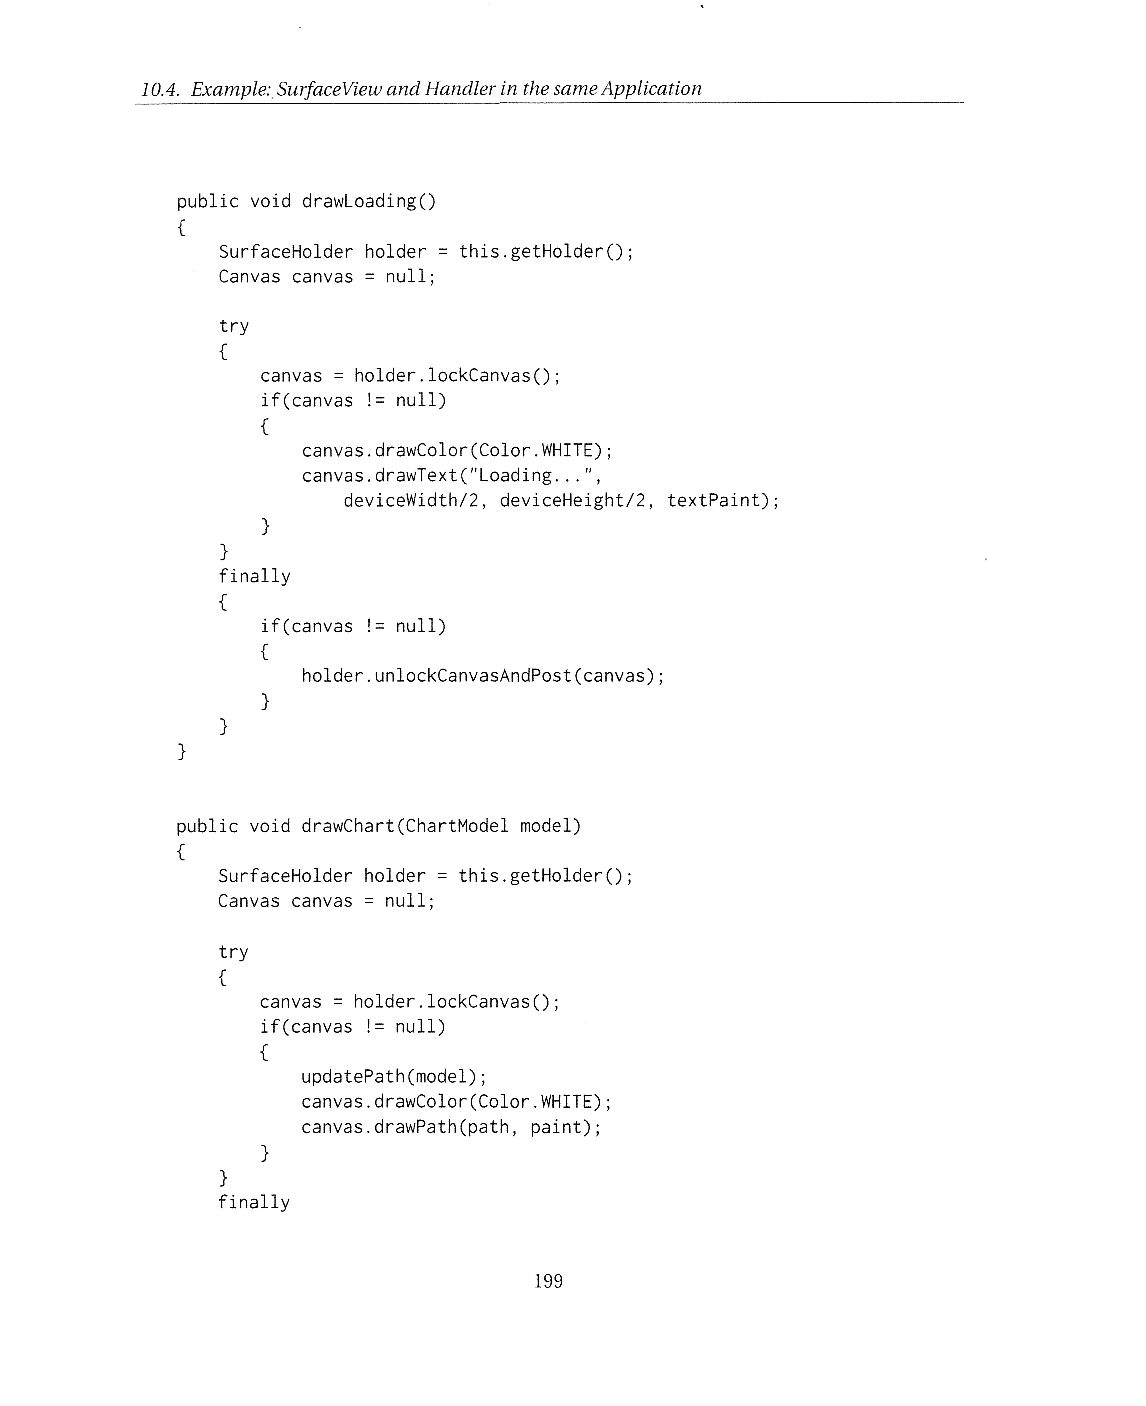 10.4. Example: SurfaceView and Handler in the same Application
public void drawLoading()
{
    SurfaceHolder holder = this.getHolder();
    Canvas canvas = null;

    try
    {
        canvas = holder.lockCanvas();
        if(canvas != null)
        {
            canvas.drawColor(Color.WHITE);
            canvas.drawText("Loading...",
                deviceWidth/2, deviceHeight/2, textPaint);
        }
    }
    finally
    {
        if(canvas != null)
        {
            holder.unlockCanvasAndPost(canvas);
        }
    }
}

public void drawChart(ChartModel model)
{
    SurfaceHolder holder = this.getHolder();
    Canvas canvas = null;

    try
    {
        canvas = holder.lockCanvas();
        if(canvas != null)
        {
            updatePath(model);
            canvas.drawColor(Color.WHITE);
            canvas.drawPath(path, paint);
        }
    }
    finally
199